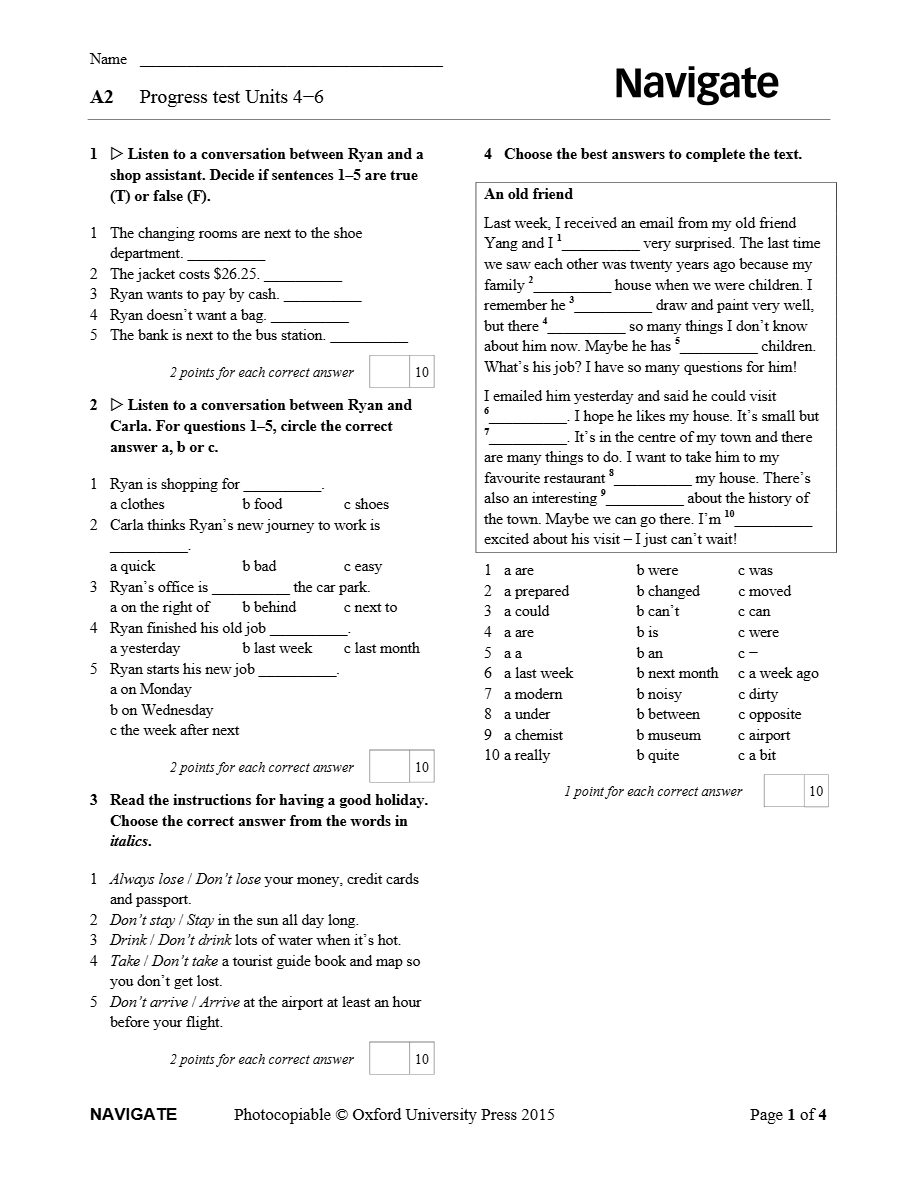 Name ______________________________________
Navigate
A2 Progress test Units 4−6
1 ▷ Listen to a conversation between Ryan and a
shop assistant. Decide if sentences 1–5 are true
(T) or false (F).
1 The changing rooms are next to the shoe
department. __________
2 The jacket costs $26.25. __________
3 Ryan wants to pay by cash. __________
4 Ryan doesn’t want a bag. __________
5 The bank is next to the bus station. __________
2 points for each correct answer 10
2 ▷ Listen to a conversation between Ryan and
Carla. For questions 1–5, circle the correct
answer a, b or c.
1 Ryan is shopping for __________.
a clothes b food c shoes
2 Carla thinks Ryan’s new journey to work is
__________.
a quick b bad c easy
3 Ryan’s office is __________ the car park.
a on the right of b behind c next to
4 Ryan finished his old job __________.
a yesterday b last week c last month
5 Ryan starts his new job __________.
a on Monday
b on Wednesday
c the week after next
2 points for each correct answer 10
3 Read the instructions for having a good holiday.
Choose the correct answer from the words in
italics.
1 Always lose / Don’t lose your money, credit cards
and passport.
2 Don’t stay / Stay in the sun all day long.
3 Drink / Don’t drink lots of water when it’s hot.
4 Take / Don’t take a tourist guide book and map so
you don’t get lost.
5 Don’t arrive / Arrive at the airport at least an hour
before your flight.
2 points for each correct answer 10
4 Choose the best answers to complete the text.
An old friend
Last week, I received an email from my old friend
Yang and I 1__________ very surprised. The last time
we saw each other was twenty years ago because my
family 2__________ house when we were children. I
remember he 3__________ draw and paint very well,
but there 4__________ so many things I don’t know
about him now. Maybe he has 5__________ children.
What’s his job? I have so many questions for him!
I emailed him yesterday and said he could visit
6__________. I hope he likes my house. It’s small but
7__________. It’s in the centre of my town and there
are many things to do. I want to take him to my
favourite restaurant 8__________ my house. There’s
also an interesting 9__________ about the history of
the town. Maybe we can go there. I’m 10__________
excited about his visit – I just can’t wait!
1 a are b were c was
2 a prepared b changed c moved
3 a could b can’t c can
4 a are b is c were
5 a a b an c −
6 a last week b next month c a week ago
7 a modern b noisy c dirty
8 a under b between c opposite
9 a chemist b museum c airport
10 a really b quite c a bit
1 point for each correct answer 10
NAVIGATE Photocopiable © Oxford University Press 2015 Page 1 of 4